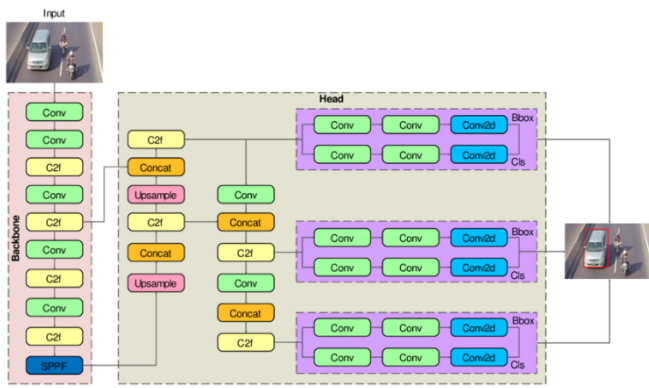 Input
Backbone
Conv
Conv
C2f
Conv
C2f
Conv
C2f
Conv
C2f
SPPF
Head
C2f
Concat
Upsample
C2f
Concat
Upsample
Conv
Concat
C2f
Conv
Concat
C2f
Conv Conv Conv2d Bbox
Conv Conv Conv2d Cls
Conv Conv Conv2d Bbox
Conv Conv Conv2d Cls
Conv Conv Conv2d Bbox
Conv Conv Conv2d Cls